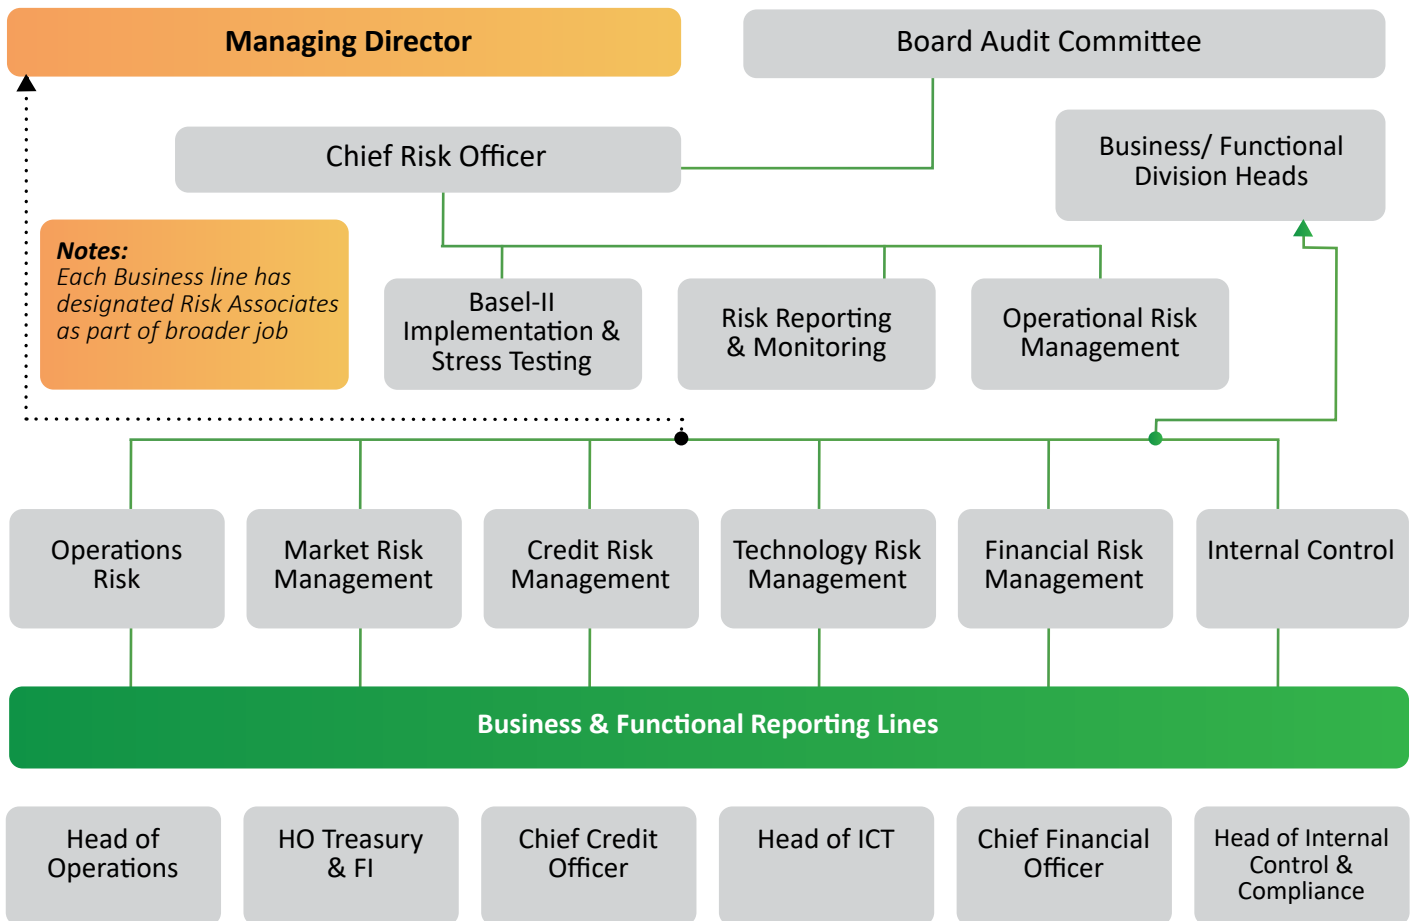 Managing Director
Board Audit Committee
Chief Risk Officer
Business/ Functional
Division Heads
Notes:
Each Business line has
designated Risk Associates
as part of broader job
Basel-II
Implementation &
Stress Testing
Risk Reporting
& Monitoring
Operational Risk
Management
Operations
Risk
Market Risk
Management
Credit Risk
Management
Technology Risk
Management
Financial Risk
Management
Internal Control
Business & Functional Reporting Lines
Head of
Operations
HO Treasury
& FI
Chief Credit
Officer
Head of ICT
Chief Financial
Officer
Head of Internal
Control &
Compliance